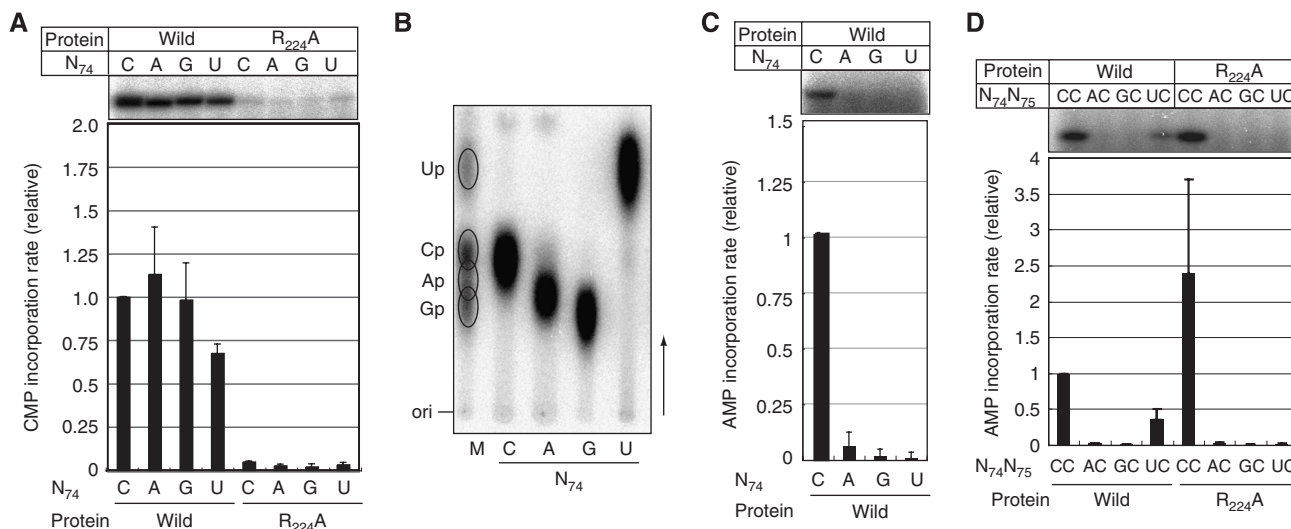 A
Protein Wild R224A
N74 C A G U C A G U
2.0
1.75
1.5
1.25
1.0
0.75
0.5
0.25
0
CMP incorporation rate (relative)
N74 C A G U C A G U
Protein Wild R224A
B
Up
Cp
Ap
Gp
ori
M C A G U
N74
C
Protein Wild
N74 C A G U
1.5
1.25
1
0.75
0.5
0.25
0
AMP incorporation rate (relative)
N74 C A G U
Protein Wild
D
Protein Wild R224A
N74N75 CC AC GC UC CC AC GC UC
4
3.5
3
2.5
2
1.5
1
0.5
0
AMP incorporation rate (relative)
N74N75 CC AC GC UC CC AC GC UC
Protein Wild R224A